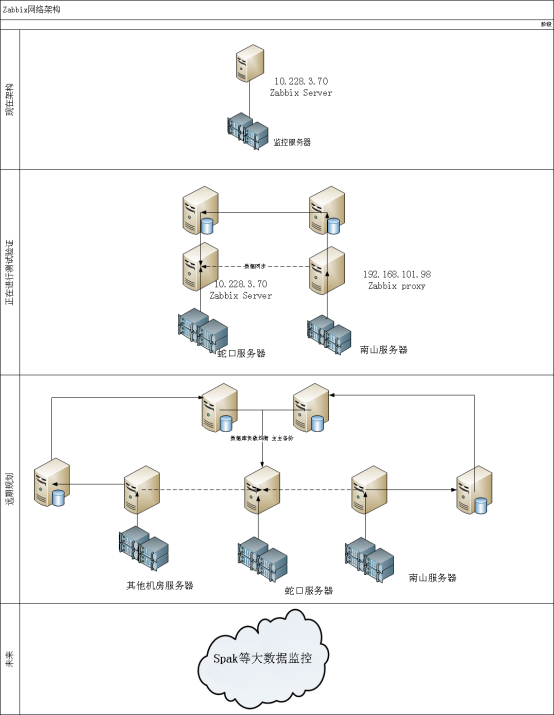 Zabbix网络架构
阶段
现在架构
10.228.3.70
Zabbix Server
监控服务器
正在进行测试验证
数据同步
10.228.3.70
Zabbix Server
192.168.101.98
Zabbix proxy
蛇口服务器
南山服务器
远期规划
数据库负载均衡 主主备份
其他机房服务器
蛇口服务器
南山服务器
未来
Spak等大数据监控